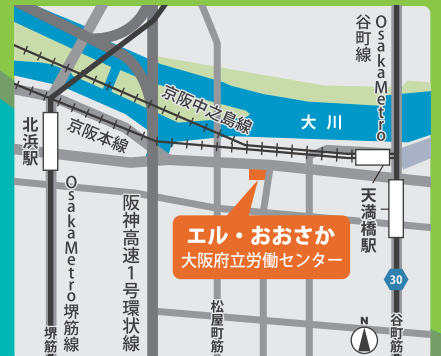 谷町線
OsakaMetro
京阪中之島線
大川
京阪本線
北浜駅
天満橋駅
OsakaMetro堺筋線
阪神高速1号環状線
エル・おおさか
大阪府立労働センター
30
松屋町筋
堺筋
谷町筋
N